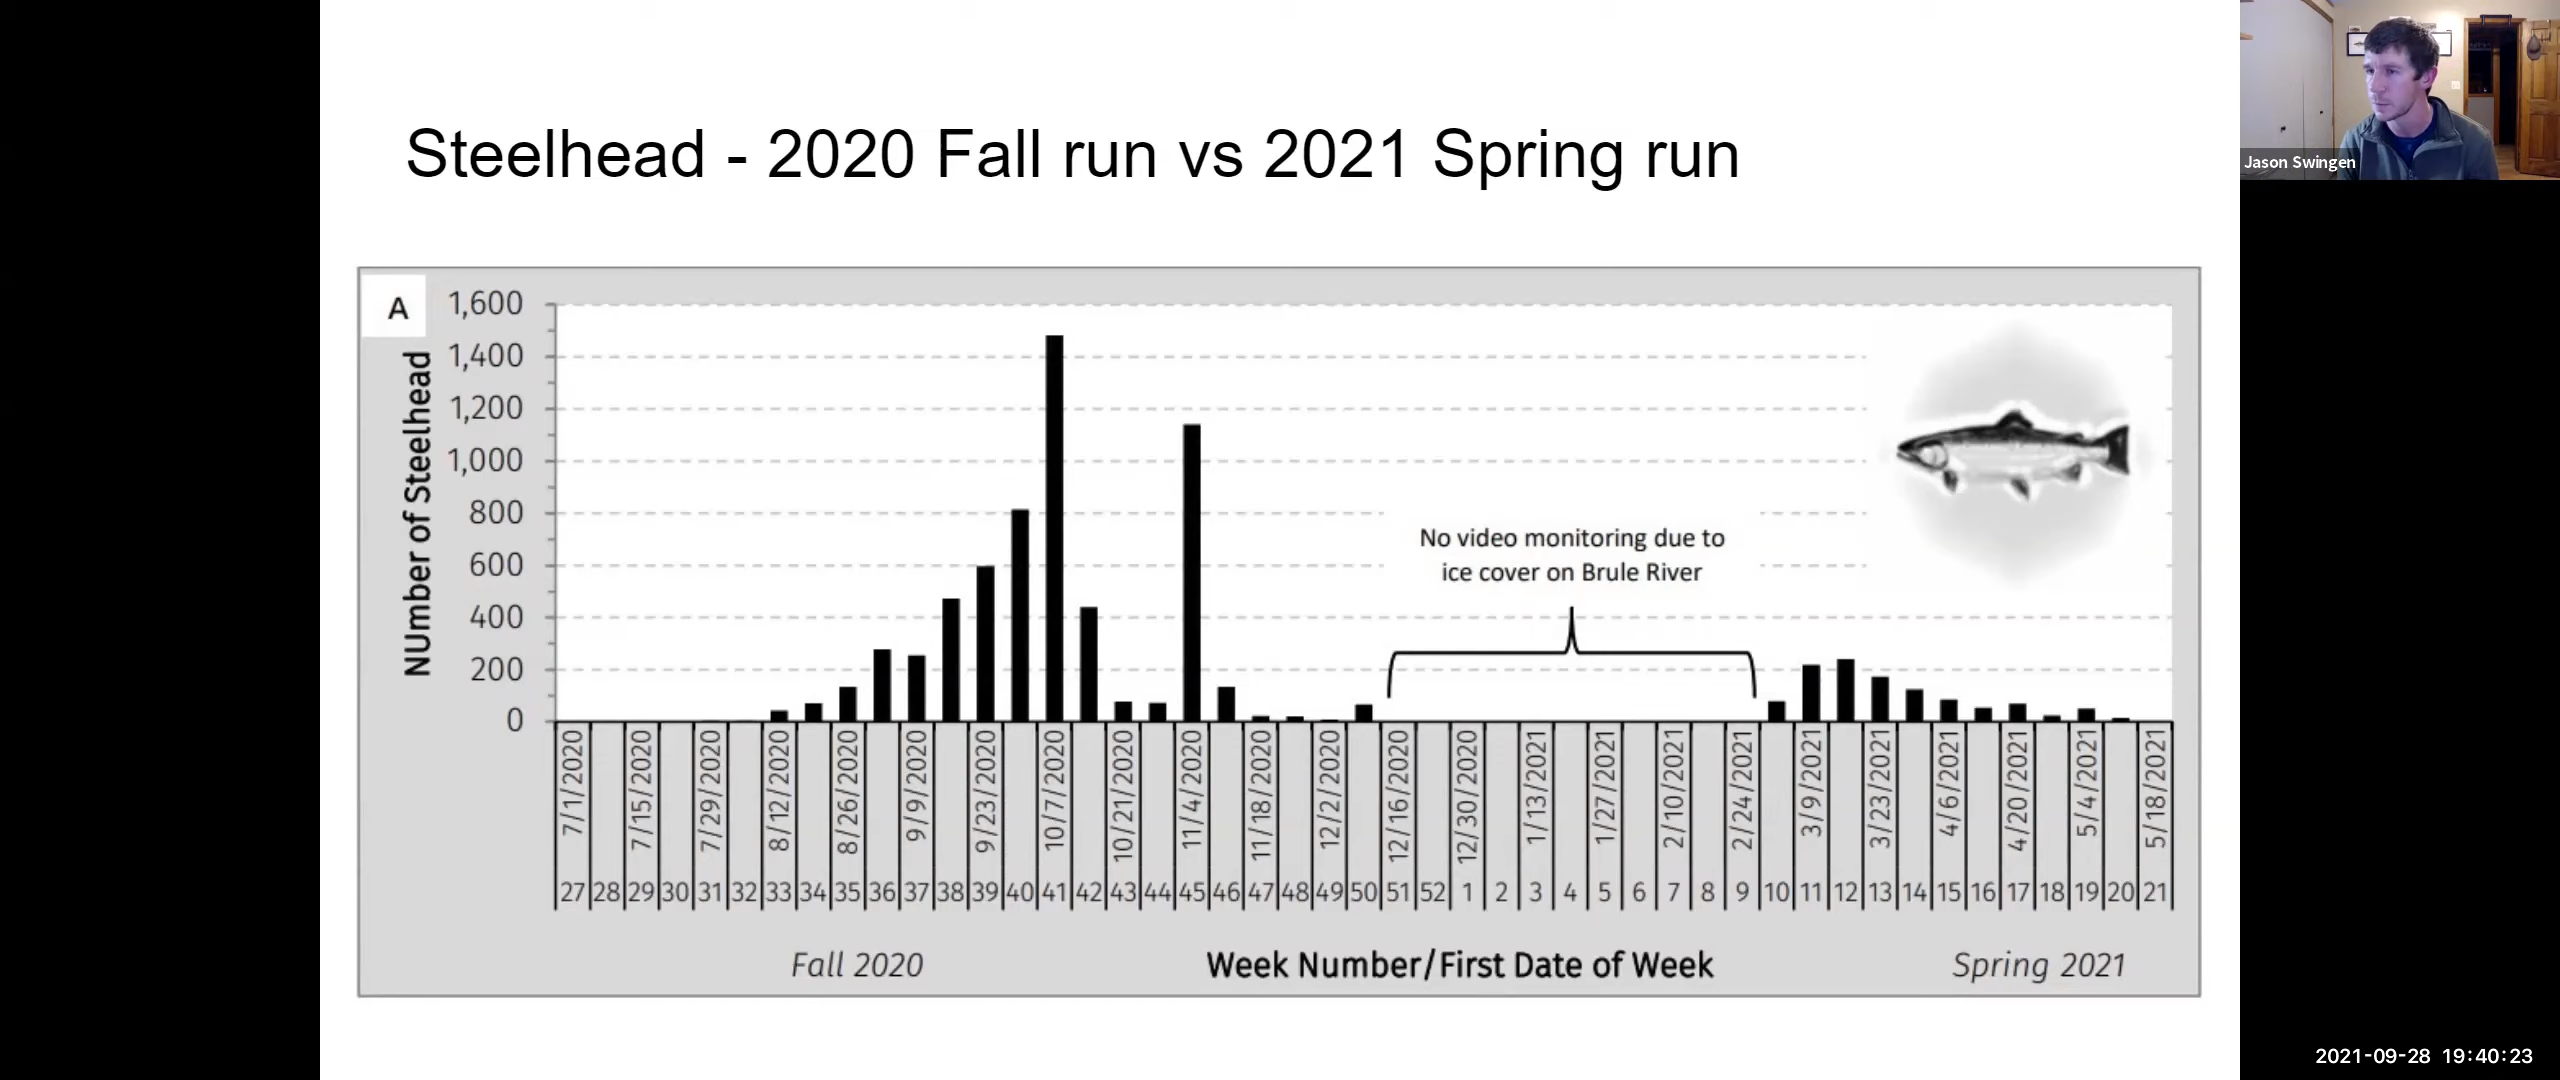 Steelhead - 2020 Fall run vs 2021 Spring run
Jason Swingen
A
NUmber of Steelhead
1,600
1,400
1,200
1,000
800
600
400
200
0
No video monitoring due to
ice cover on Brule River
7/1/2020 7/15/2020 7/29/2020 8/12/2020 8/26/2020 9/9/2020 9/23/2020 10/7/2020 10/21/2020 11/4/2020 11/18/2020 12/2/2020 12/16/2020 12/30/2020 1/13/2021 1/27/2021 2/10/2021 2/24/2021 3/9/2021 3/23/2021 4/6/2021 4/20/2021 5/4/2021 5/18/2021
27 28 29 30 31 32 33 34 35 36 37 38 39 40 41 42 43 44 45 46 47 48 49 50 51 52 1 2 3 4 5 6 7 8 9 10 11 12 13 14 15 16 17 18 19 20 21
Fall 2020 Week Number/First Date of Week Spring 2021
2021-09-28 19:40:23